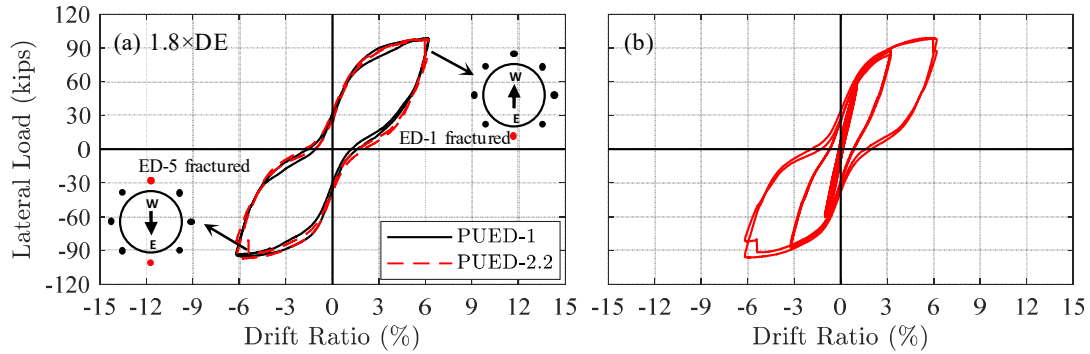 120
90
60
30
0
-30
-60
-90
-120
Lateral Load (kips)
(a) 1.8×DE
W
E
ED-1 fractured
ED-5 fractured
W
E
PUED-1
PUED-2.2
-15 -12 -9 -6 -3 0 3 6 9 12 15
Drift Ratio (%)
(b)
-15 -12 -9 -6 -3 0 3 6 9 12 15
Drift Ratio (%)